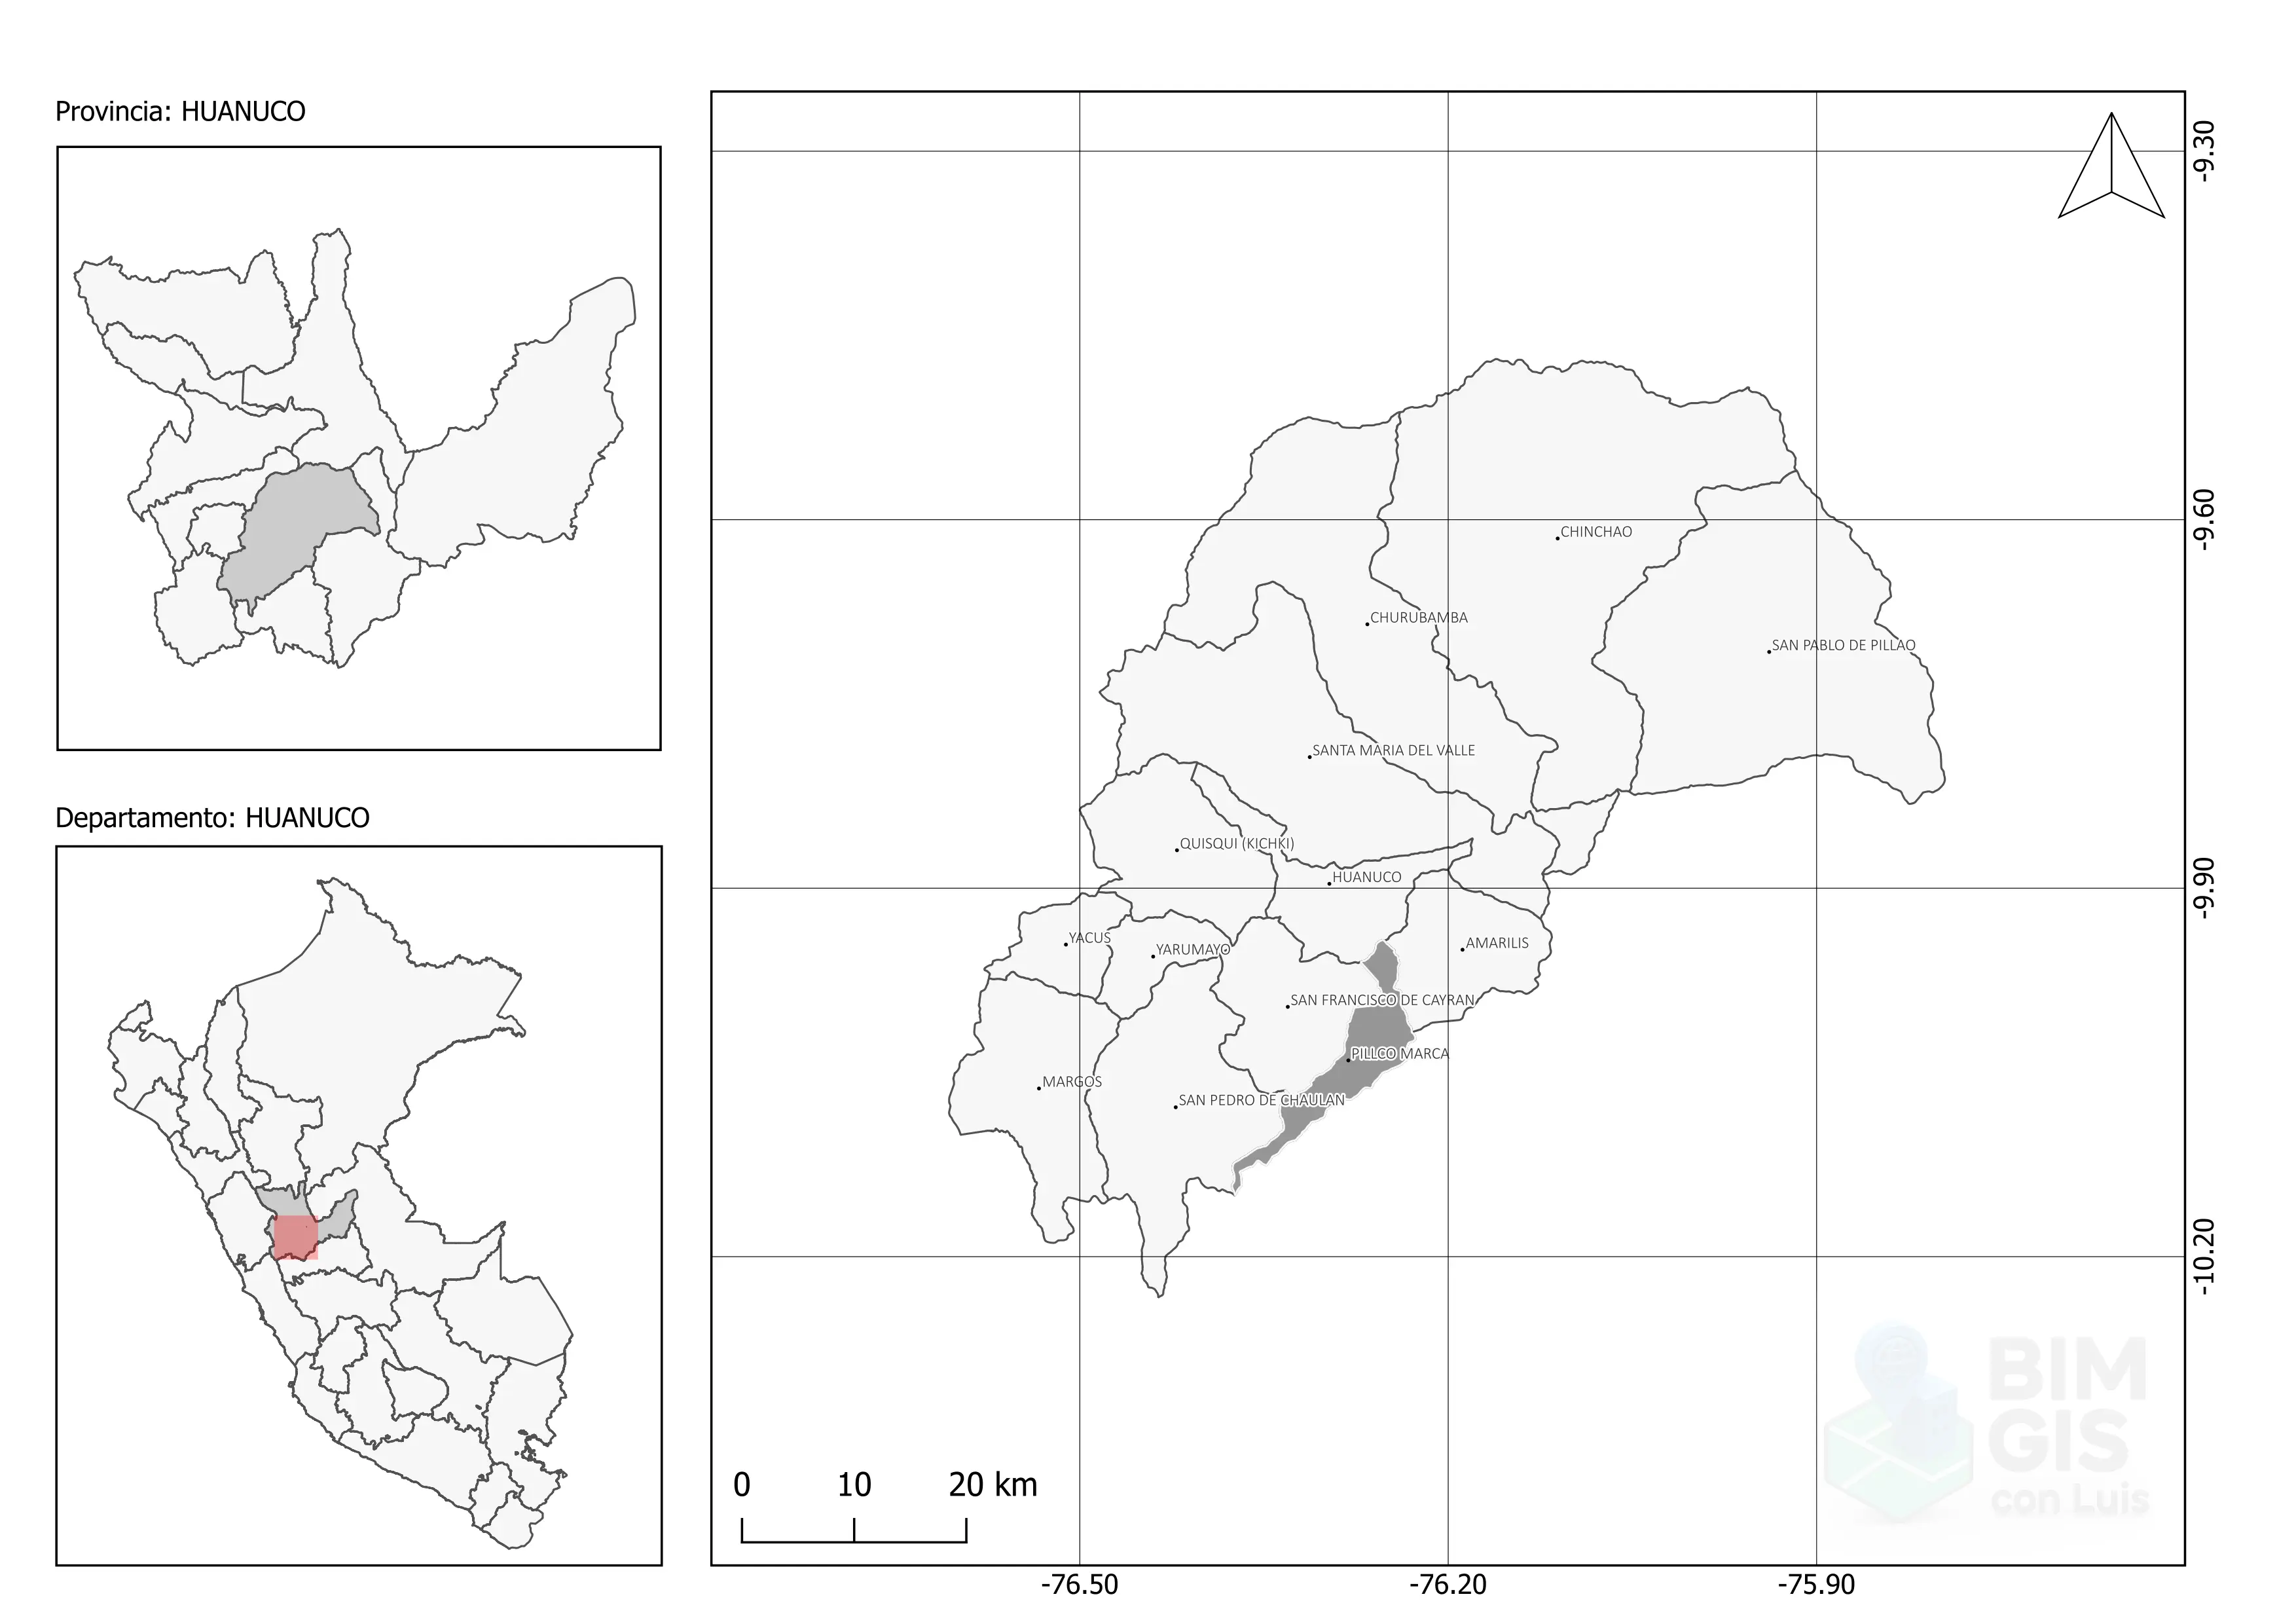 Provincia: HUANUCO
Departamento: HUANUCO
-9.30
-9.60
-9.90
-10.20
CHINCHAO
CHURUBAMBA
SAN PABLO DE PILLAO
SANTA MARIA DEL VALLE
QUISQUI (KICHKI)
HUANUCO
YACUS
YARUMAYO
AMARILIS
SAN FRANCISCO DE CAYRAN
PILLCO MARCA
MARGOS
SAN PEDRO DE CHAULAN
BIM
GIS
con Luis
0 10 20 km
-76.50 -76.20 -75.90